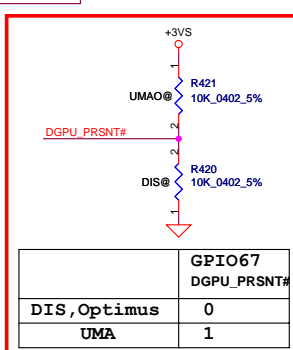 +3VS
1
R421
UMAO@
10K_0402_5%
2
DGPU_PRSNT#
2
R420
DIS@
10K_0402_5%
1
GPIO67
DGPU_PRSNT#
DIS,Optimus 0
UMA 1